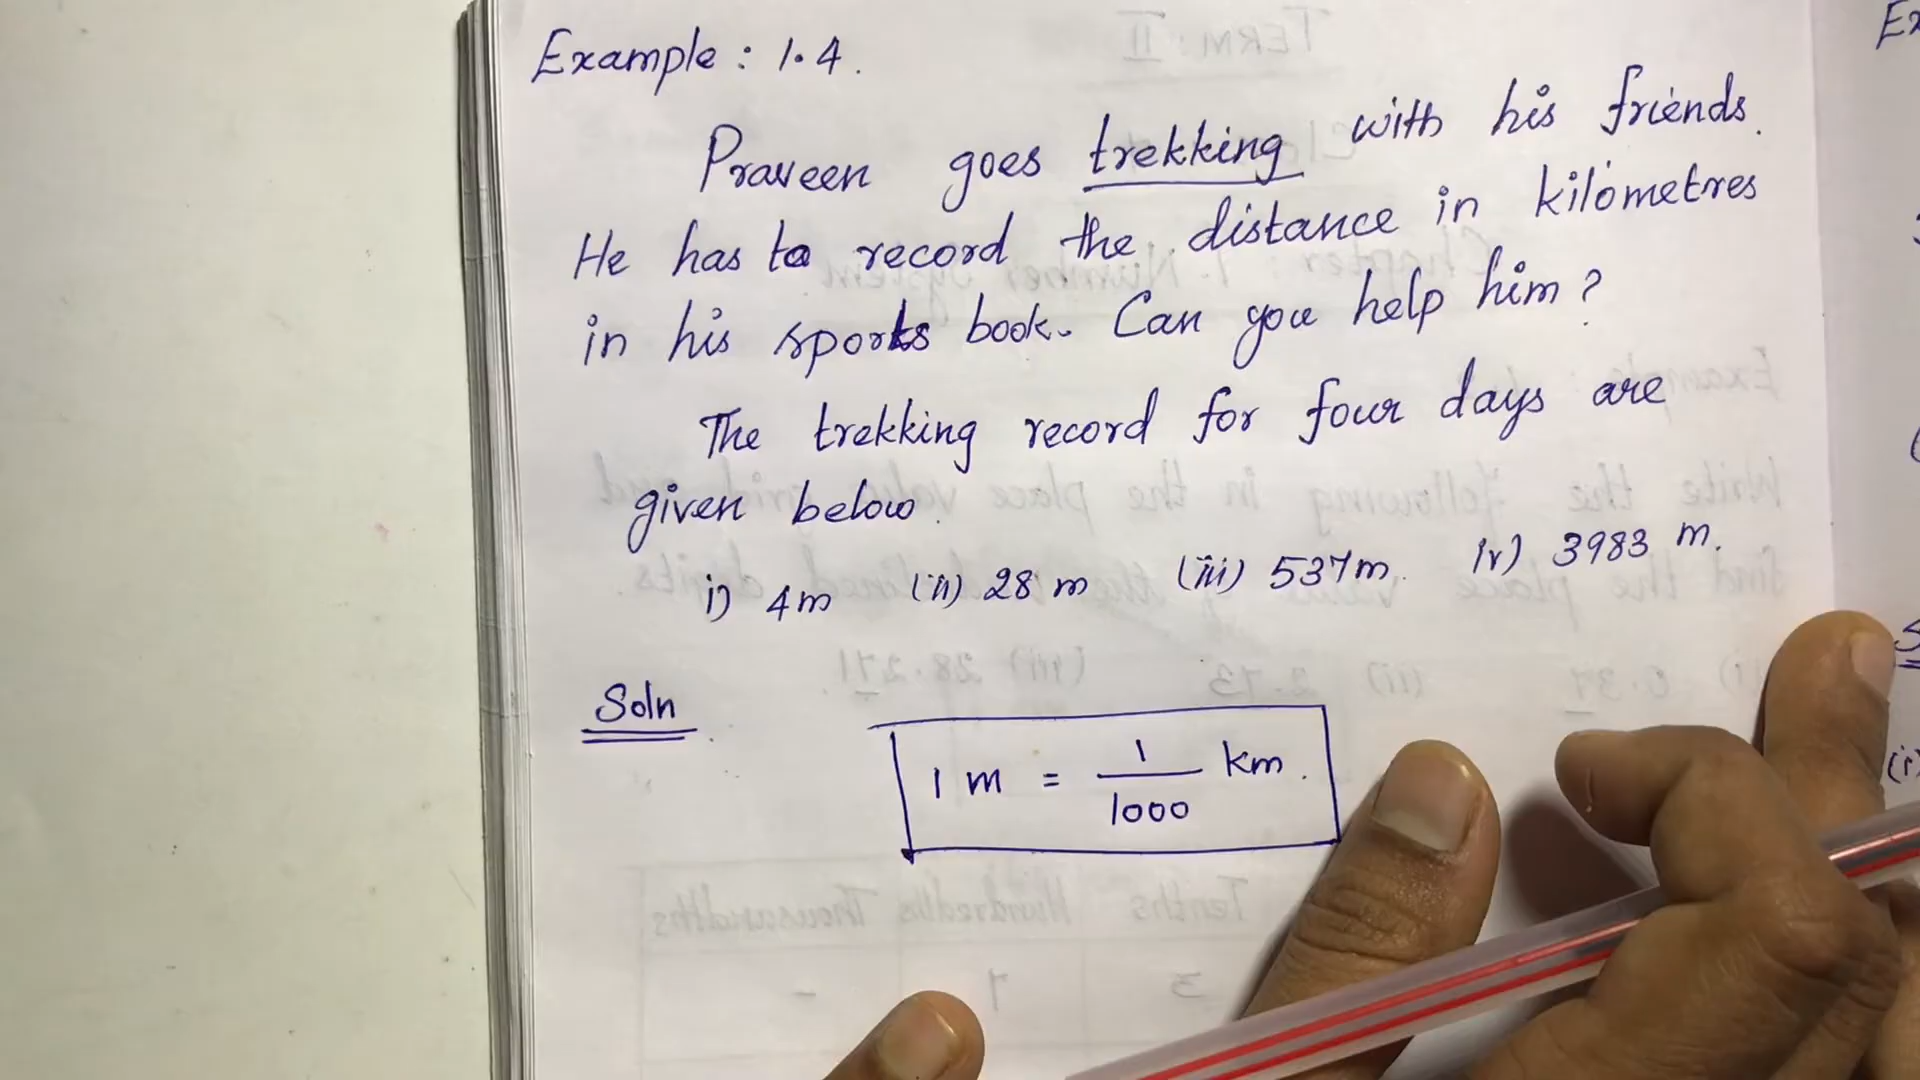 Example : 1.4.
Praveen goes trekking with his friends.
He has to record the distance in kilometres
in his sports book. Can you help him?
The trekking record for four days are
given below.
i) 4m (ii) 28 m (iii) 537m. iv) 3983 m.
Soln
1 m = 1/1000 km.
Ex
(i)